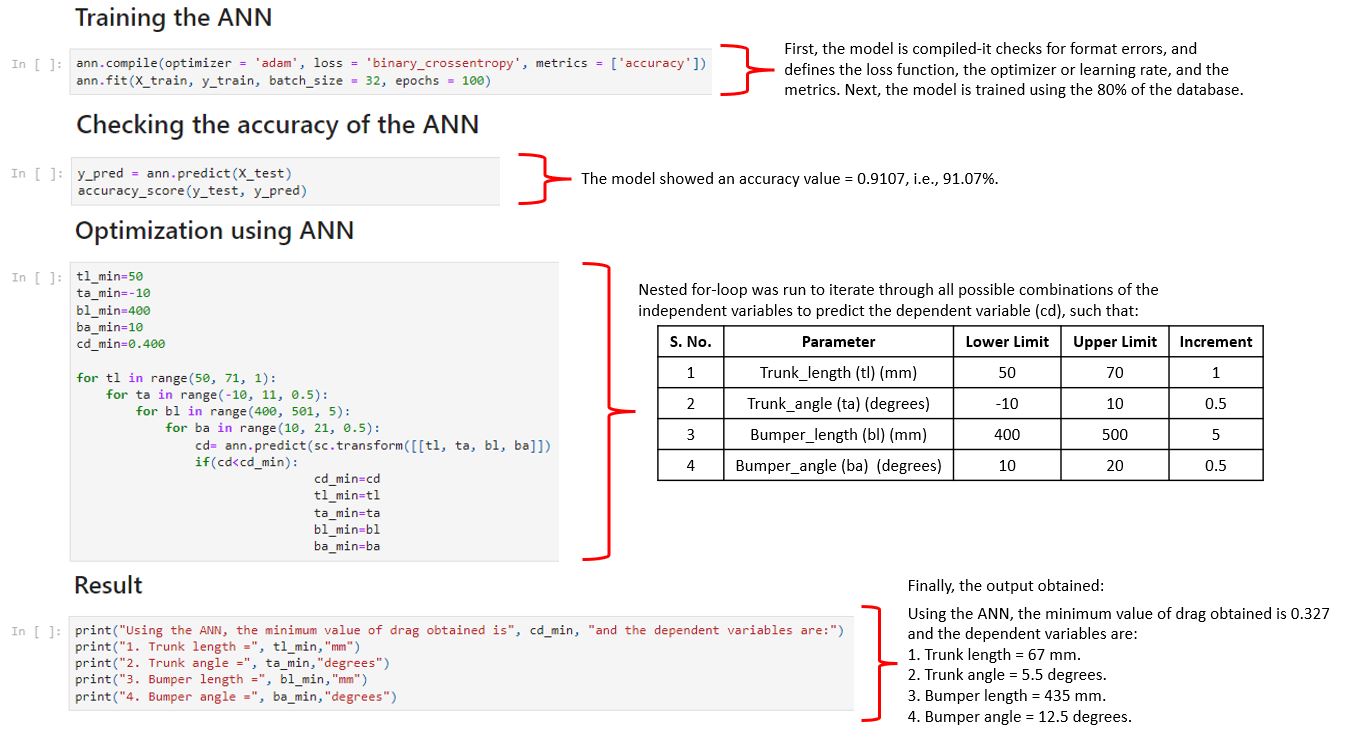 Training the ANN
In [ ]: ann.compile(optimizer = 'adam', loss = 'binary_crossentropy', metrics = ['accuracy'])
ann.fit(X_train, y_train, batch_size = 32, epochs = 100)
First, the model is compiled-it checks for format errors, and
defines the loss function, the optimizer or learning rate, and the
metrics. Next, the model is trained using the 80% of the database.
Checking the accuracy of the ANN
In [ ]: y_pred = ann.predict(X_test)
accuracy_score(y_test, y_pred)
The model showed an accuracy value = 0.9107, i.e., 91.07%.
Optimization using ANN
In [ ]: tl_min=50
ta_min=-10
bl_min=400
ba_min=10
cd_min=0.400
for tl in range(50, 71, 1):
for ta in range(-10, 11, 0.5):
for bl in range(400, 501, 5):
for ba in range(10, 21, 0.5):
cd= ann.predict(sc.transform([[tl, ta, bl, ba]])
if(cd<cd_min):
cd_min=cd
tl_min=tl
ta_min=ta
bl_min=bl
ba_min=ba
Nested for-loop was run to iterate through all possible combinations of the
independent variables to predict the dependent variable (cd), such that:
S. No. Parameter Lower Limit Upper Limit Increment
1 Trunk_length (tl) (mm) 50 70 1
2 Trunk_angle (ta) (degrees) -10 10 0.5
3 Bumper_length (bl) (mm) 400 500 5
4 Bumper_angle (ba) (degrees) 10 20 0.5
Result
In [ ]: print("Using the ANN, the minimum value of drag obtained is", cd_min, "and the dependent variables are:")
print("1. Trunk length =", tl_min,"mm")
print("2. Trunk angle =", ta_min,"degrees")
print("3. Bumper length =", bl_min,"mm")
print("4. Bumper angle =", ba_min,"degrees")
Finally, the output obtained:
Using the ANN, the minimum value of drag obtained is 0.327
and the dependent variables are:
1. Trunk length = 67 mm.
2. Trunk angle = 5.5 degrees.
3. Bumper length = 435 mm.
4. Bumper angle = 12.5 degrees.